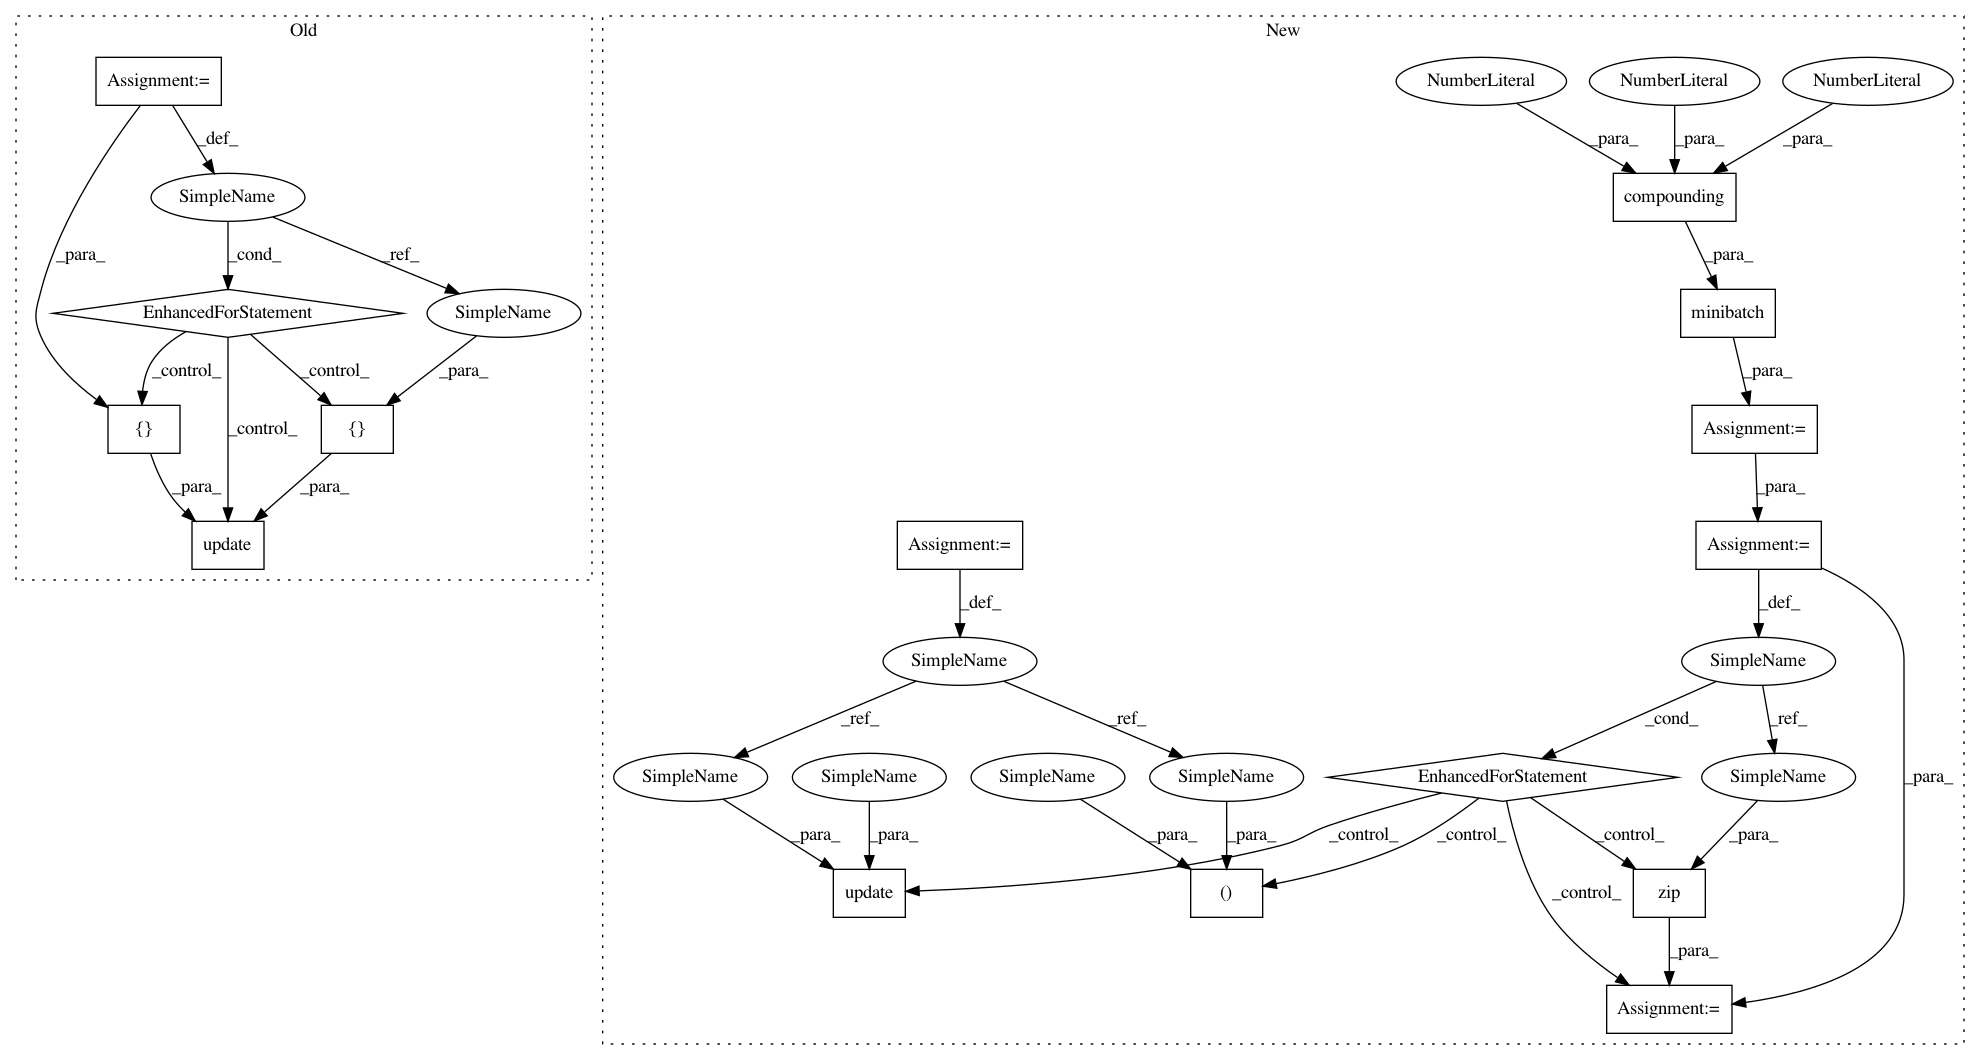 Old
New
Assignment:=
NumberLiteral
NumberLiteral
NumberLiteral
_def_
_para_
_para_
_para_
SimpleName
compounding
_para_
_cond_
_ref_
_para_
EnhancedForStatement
SimpleName
minibatch
_control_
_control_
_para_
_para_
{}
_control_
{}
Assignment:=
_para_
_para_
_para_
update
Assignment:=
Assignment:=
_def_
_def_
SimpleName
SimpleName
_ref_
_ref_
_cond_
_ref_
SimpleName
SimpleName
SimpleName
SimpleName
EnhancedForStatement
SimpleName
_para_
_para_
_para_
_para_
_para_
_control_
_control_
_control_
_para_
update
()
_control_
zip
_para_
Assignment:=